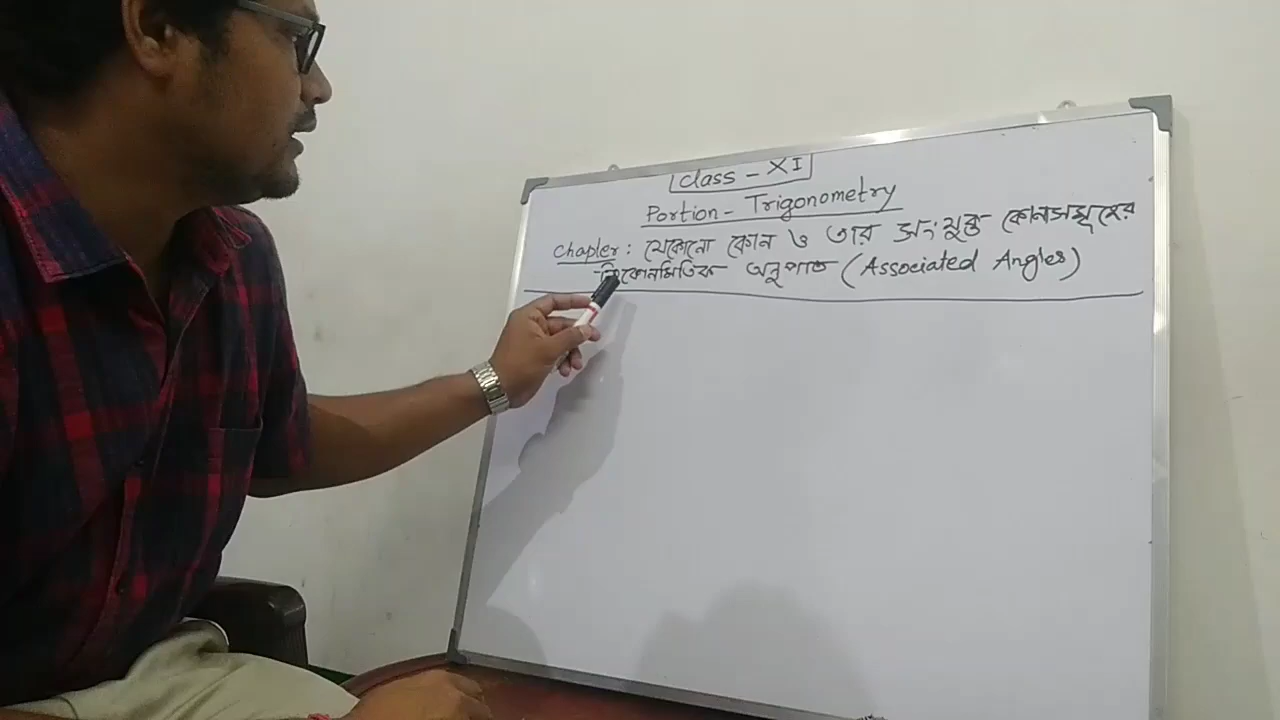 Class - XI
Portion - Trigonometry
Chapter : যেকোনো কোন ও তার সংযুক্ত কোনসমূহের
ত্রিকোনমিতিক অনুপাত (Associated Angles)